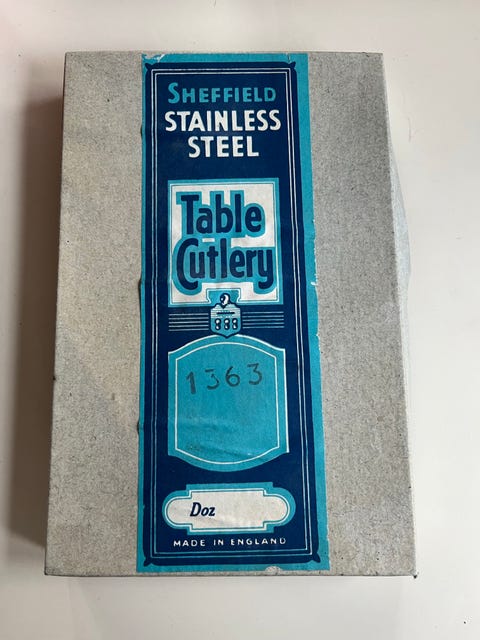 SHEFFIELD
STAINLESS
STEEL
Table
Cutlery
1363
Doz
MADE IN ENGLAND